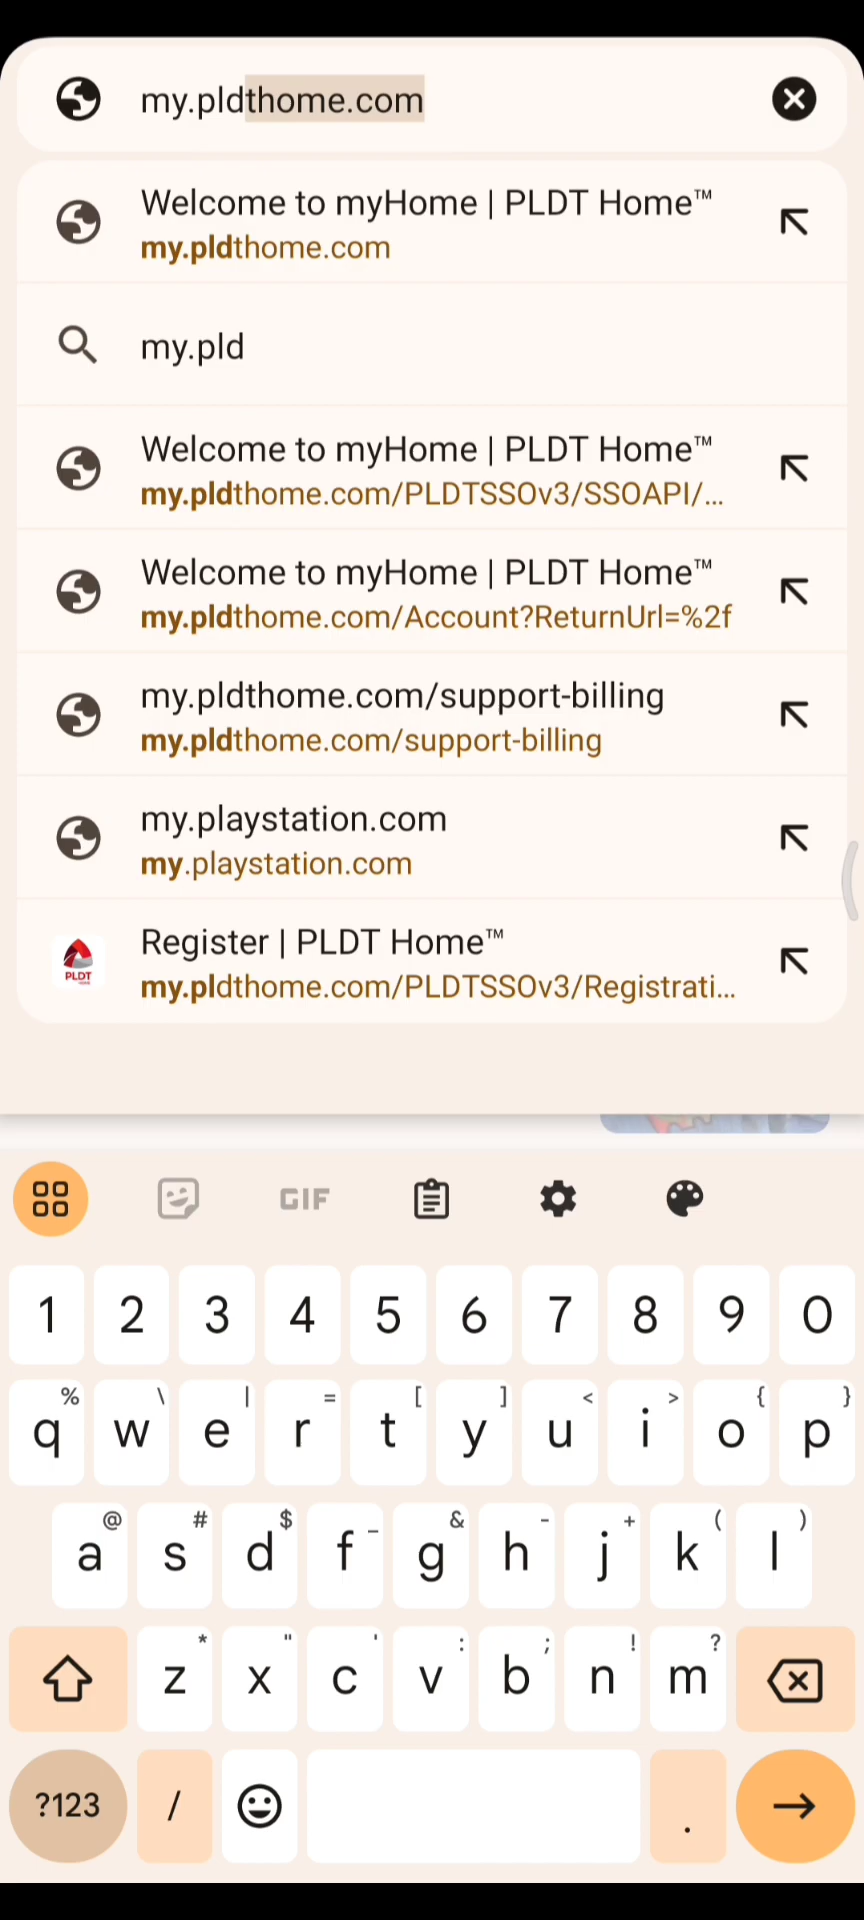 my.pldthome.com
Welcome to myHome | PLDT Home™
my.pldthome.com
my.pld
Welcome to myHome | PLDT Home™
my.pldthome.com/PLDTSSOv3/SSOAPI/...
Welcome to myHome | PLDT Home™
my.pldthome.com/Account?ReturnUrl=%2f
my.pldthome.com/support-billing
my.pldthome.com/support-billing
my.playstation.com
my.playstation.com
PLDT
HOME
Register | PLDT Home™
my.pldthome.com/PLDTSSOv3/Registrati...
GIF
1 2 3 4 5 6 7 8 9 0
% \ | = [ ] < > { }
q w e r t y u i o p
@ # $ _ & - + ( )
a s d f g h j k l
* " ' : ; ! ?
z x c v b n m
?123 / .